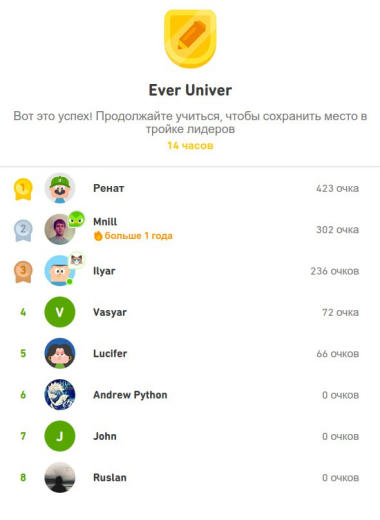 Ever Univer
Вот это успех! Продолжайте учиться, чтобы сохранить место в
тройке лидеров
14 часов
1 Ренат 423 очка
2 Mnill 302 очка
больше 1 года
3 Ilyar 236 очков
4 V Vasyar 72 очка
5 Lucifer 66 очков
6 Andrew Python 0 очков
7 J John 0 очков
8 Ruslan 0 очков